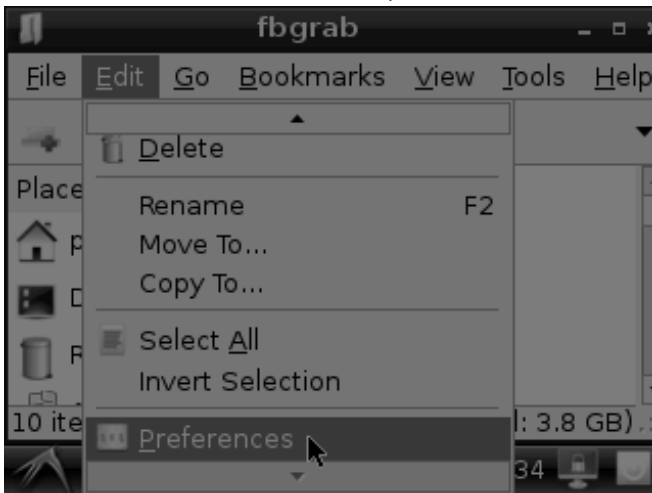 fbgrab
File Edit Go Bookmarks View Tools Help
Delete
Place
Rename F2
Move To...
Copy To...
Select All
Invert Selection
10 ite
Preferences
: 3.8 GB)
34